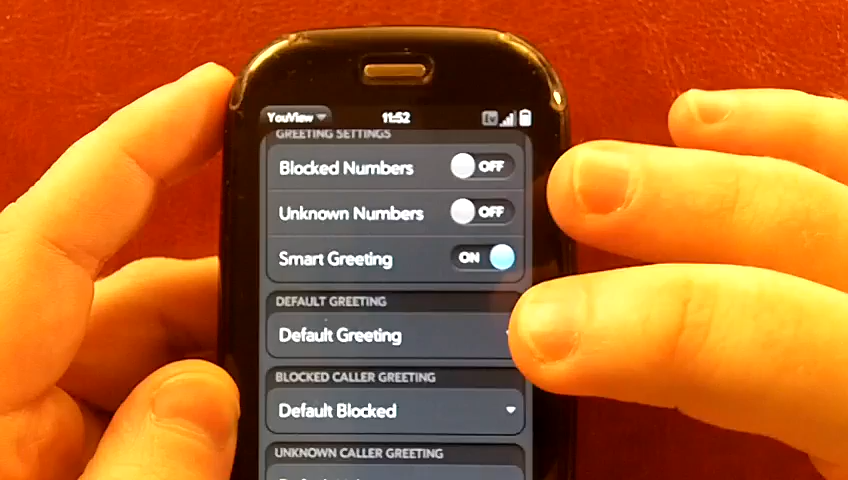 YouView 11:52 Ev
GREETING SETTINGS
Blocked Numbers OFF
Unknown Numbers OFF
Smart Greeting ON
DEFAULT GREETING
Default Greeting
BLOCKED CALLER GREETING
Default Blocked
UNKNOWN CALLER GREETING